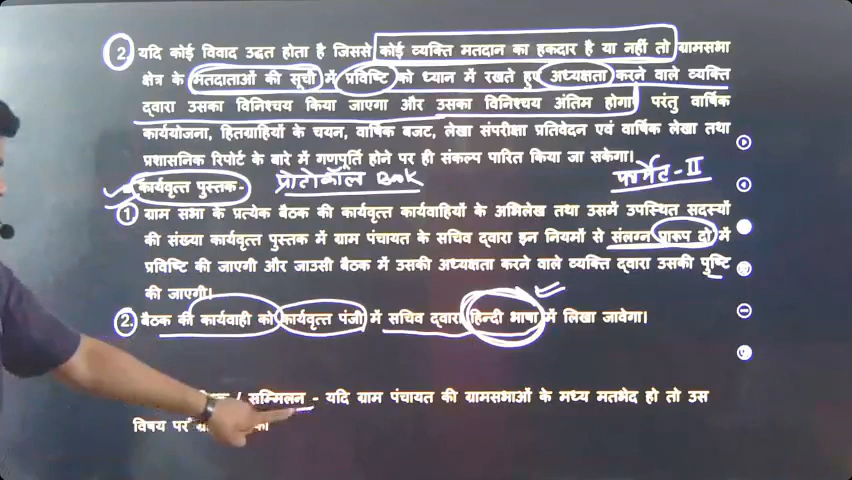 2 यदि कोई विवाद उद्वत होता है जिससे कोई व्यक्ति मतदान का हकदार है या नहीं तो ग्रामसभा
क्षेत्र के मतदाताओं की सूची में प्रविष्टि को ध्यान में रखते हुए अध्यक्षता करने वाले व्यक्ति
द्वारा उसका विनिश्चय किया जाएगा और उसका विनिश्चय अंतिम होगा परंतु वार्षिक
कार्ययोजना, हितग्राहियों के चयन, वार्षिक बजट, लेखा संपरीक्षा प्रतिवेदन एवं वार्षिक लेखा तथा
प्रशासनिक रिपोर्ट के बारे में गणपूर्ति होने पर ही संकल्प पारित किया जा सकेगा।
कार्यवृत्त पुस्तक- प्रोटोकॉल Book फार्मेट-II
1 ग्राम सभा के प्रत्येक बैठक की कार्यवृत्त कार्यवाहियों के अभिलेख तथा उसमें उपस्थित सदस्यों
की संख्या कार्यवृत्त पुस्तक में ग्राम पंचायत के सचिव द्वारा इन नियमों से संलग्न प्रारूप दो में
प्रविष्टि की जाएगी और जाउसी बैठक में उसकी अध्यक्षता करने वाले व्यक्ति द्वारा उसकी पुष्टि
की जाएगी।
2. बैठक की कार्यवाही को कार्यवृत्त पंजी में सचिव द्वारा हिन्दी भाषा में लिखा जावेगा।
/ सम्मिलन - यदि ग्राम पंचायत की ग्रामसभाओं के मध्य मतभेद हो तो उस
विषय पर